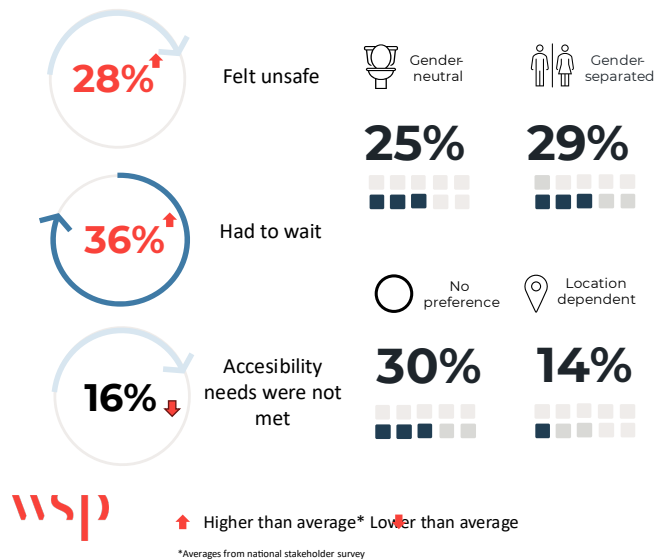 28%
Felt unsafe
36%
Had to wait
16%
Accesibility
needs were not
met
Gender-
neutral
25%
Gender-
separated
29%
No
preference
30%
Location
dependent
14%
wsp
Higher than average* Lower than average
*Averages from national stakeholder survey